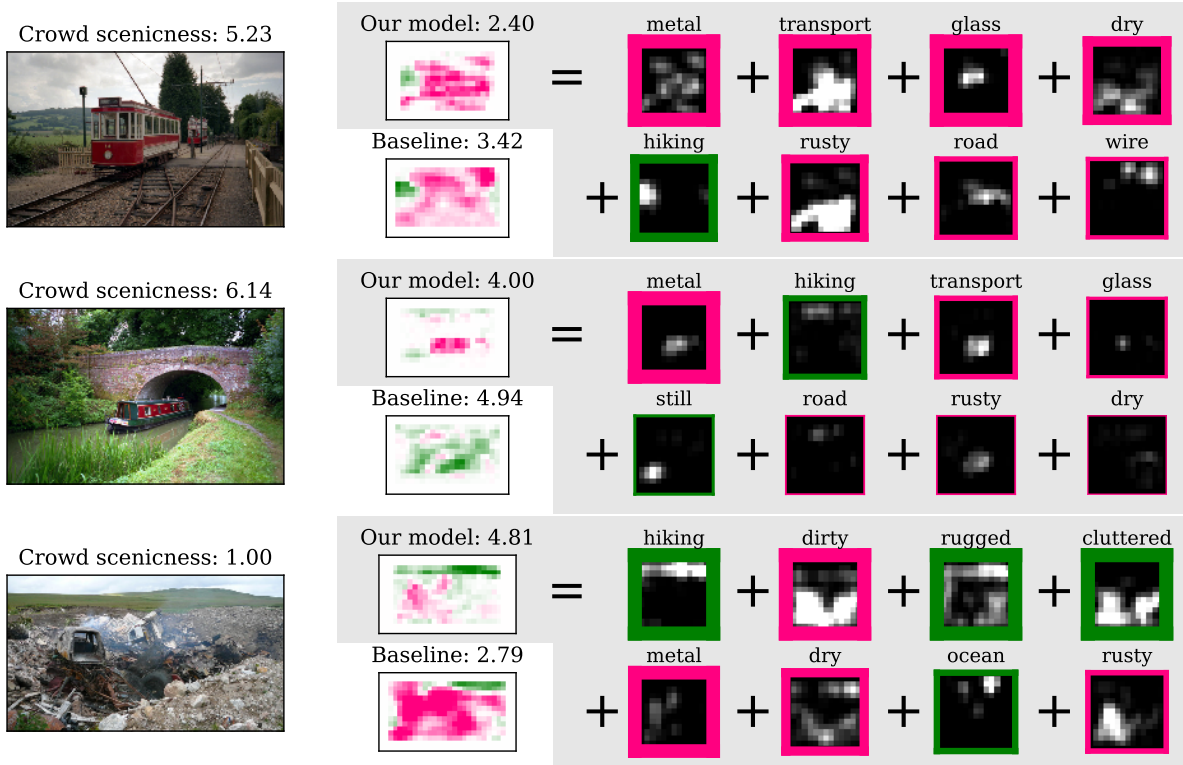 Crowd scenicness: 5.23
Our model: 2.40
metal
transport
glass
dry
=
+
+
+
Baseline: 3.42
hiking
rusty
road
wire
+
+
+
+
Crowd scenicness: 6.14
Our model: 4.00
metal
hiking
transport
glass
=
+
+
+
Baseline: 4.94
still
road
rusty
dry
+
+
+
+
Crowd scenicness: 1.00
Our model: 4.81
hiking
dirty
rugged
cluttered
=
+
+
+
Baseline: 2.79
metal
dry
ocean
rusty
+
+
+
+